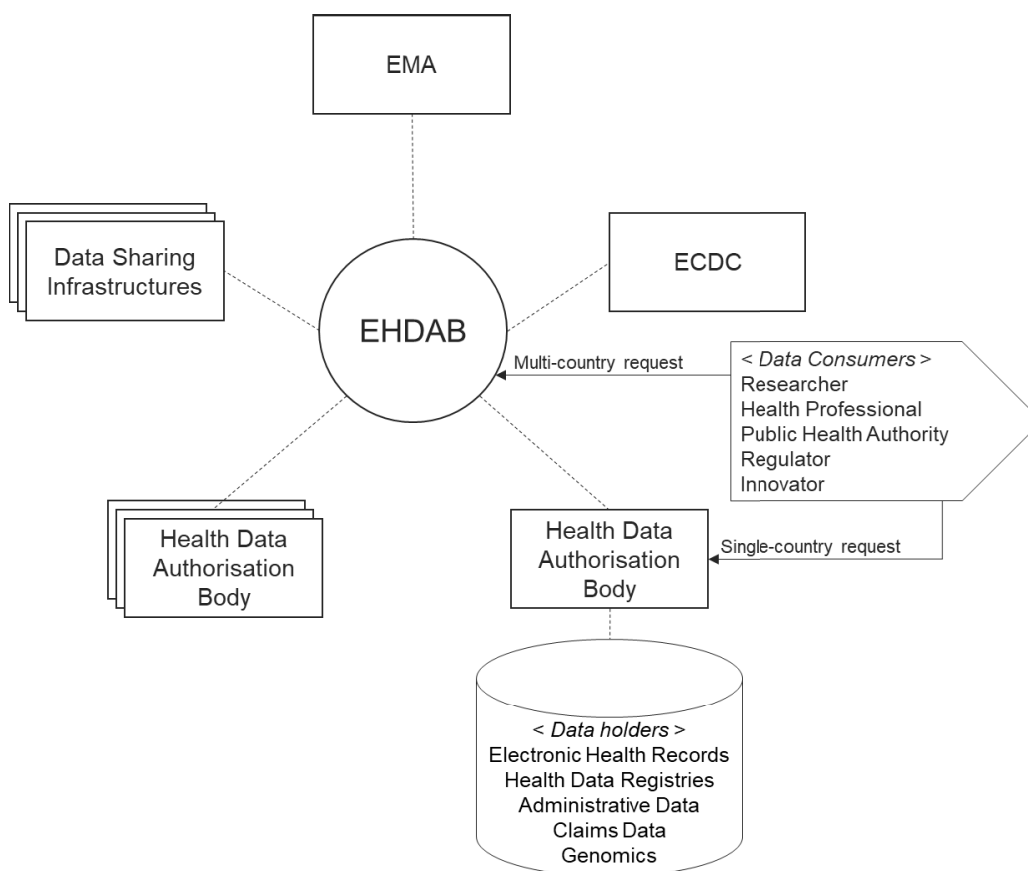 EMA
Data Sharing
Infrastructures
ECDC
EHDAB
Multi-country request
< Data Consumers >
Researcher
Health Professional
Public Health Authority
Regulator
Innovator
Health Data
Authorisation
Body
Health Data
Authorisation
Body
Single-country request
< Data holders >
Electronic Health Records
Health Data Registries
Administrative Data
Claims Data
Genomics